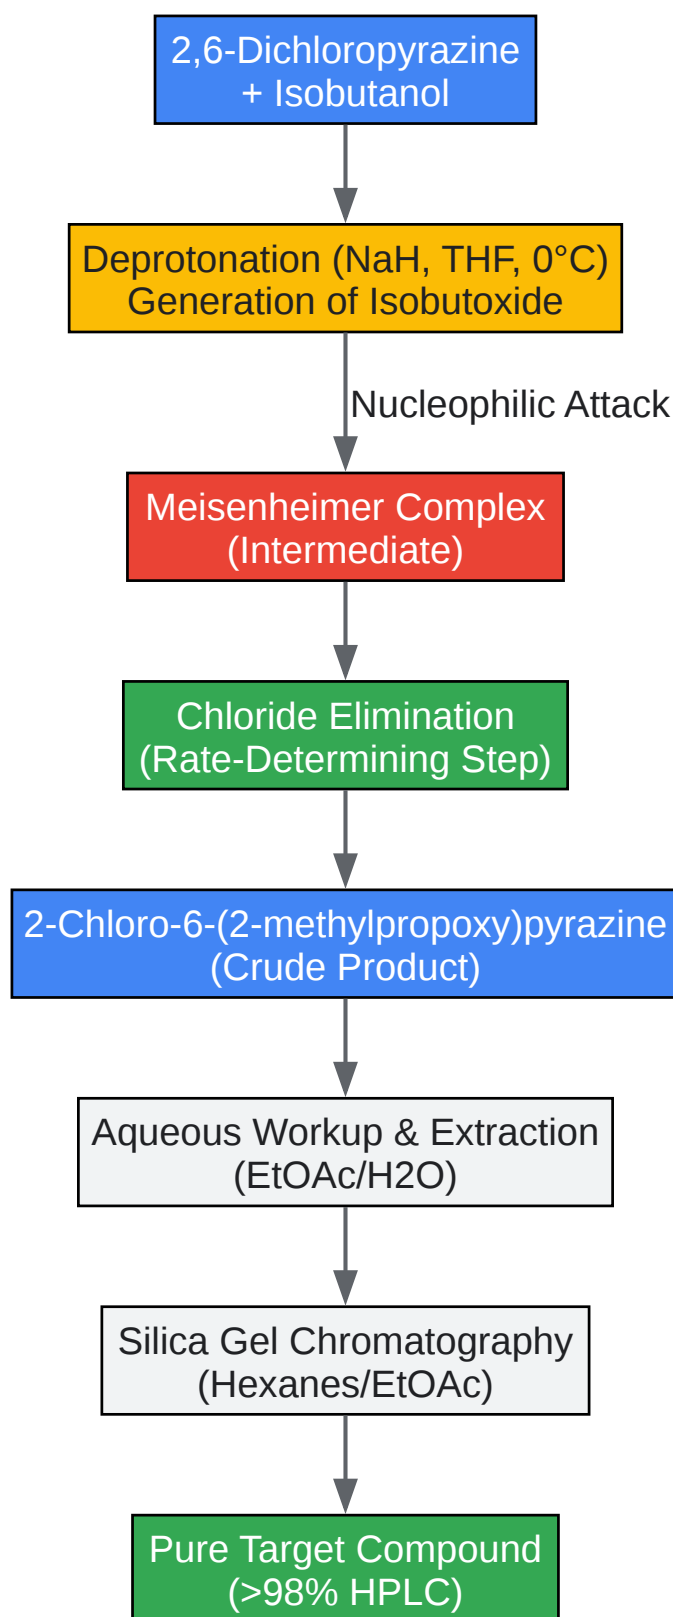 2,6-Dichloropyrazine
+ Isobutanol
Deprotonation (NaH, THF, 0°C)
Generation of Isobutoxide
Nucleophilic Attack
Meisenheimer Complex
(Intermediate)
Chloride Elimination
(Rate-Determining Step)
2-Chloro-6-(2-methylpropoxy)pyrazine
(Crude Product)
Aqueous Workup & Extraction
(EtOAc/H2O)
Silica Gel Chromatography
(Hexanes/EtOAc)
Pure Target Compound
(>98% HPLC)